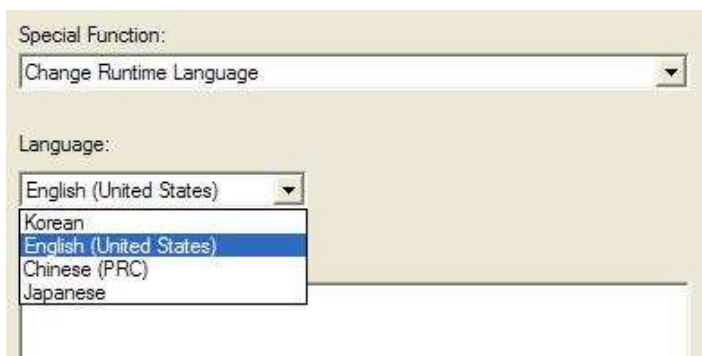 Special Function:
Change Runtime Language
Language:
English (United States)
Korean
English (United States)
Chinese (PRC)
Japanese